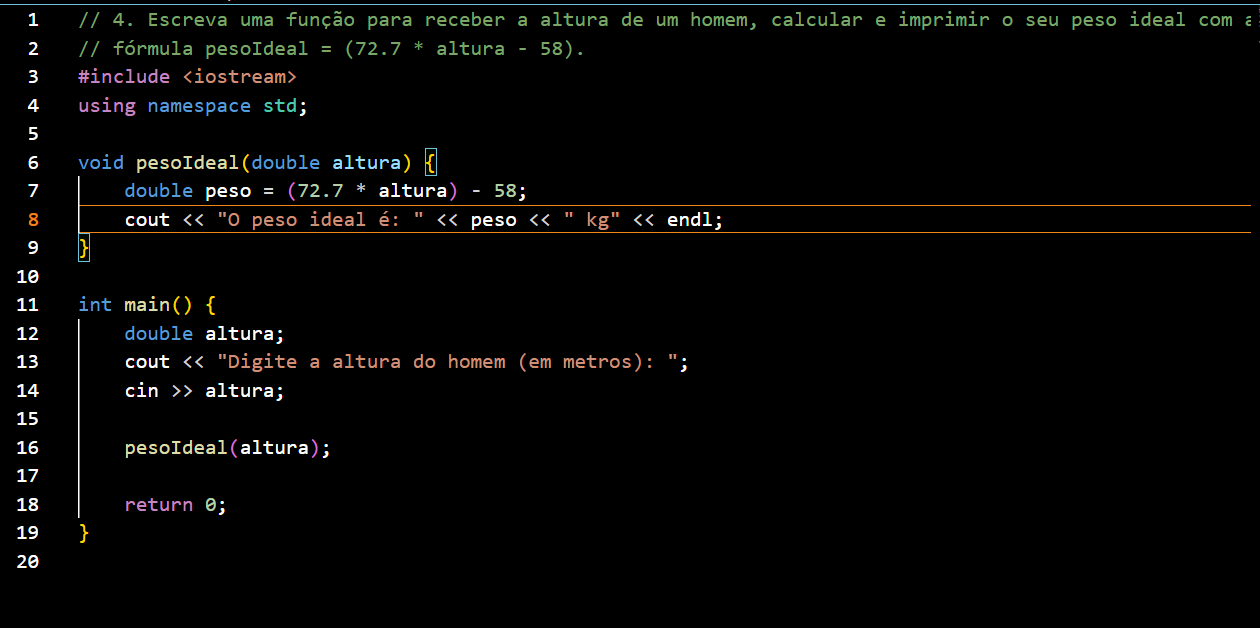 1 // 4. Escreva uma função para receber a altura de um homem, calcular e imprimir o seu peso ideal com a
2 // fórmula pesoIdeal = (72.7 * altura - 58).
3 #include <iostream>
4 using namespace std;
5
6 void pesoIdeal(double altura) {
7     double peso = (72.7 * altura) - 58;
8     cout << "O peso ideal é: " << peso << " kg" << endl;
9 }
10
11 int main() {
12     double altura;
13     cout << "Digite a altura do homem (em metros): ";
14     cin >> altura;
15
16     pesoIdeal(altura);
17
18     return 0;
19 }
20